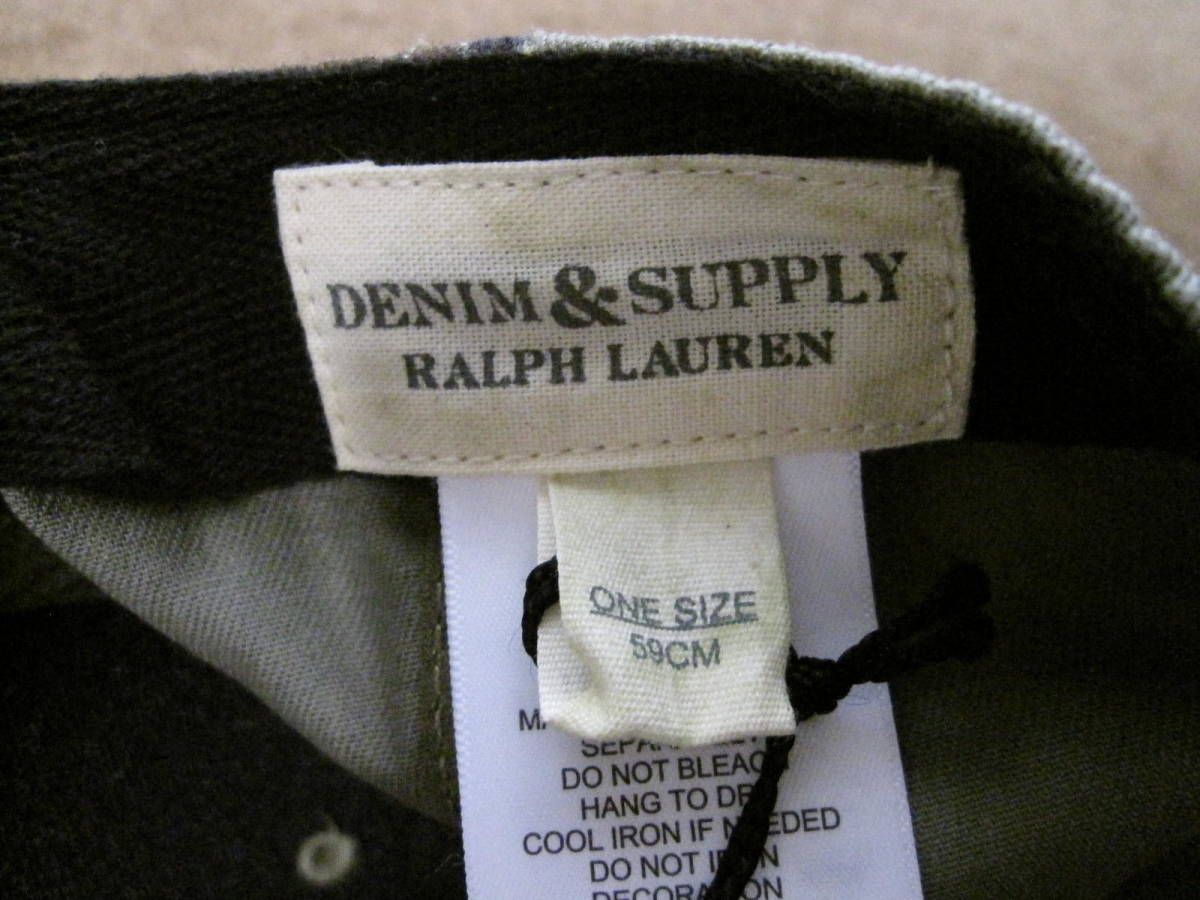 DENIM & SUPPLY
RALPH LAUREN
ONE SIZE
59CM
DO NOT BLEACH
HANG TO DRY
COOL IRON IF NEEDED
DO NOT IRON
DECORATION